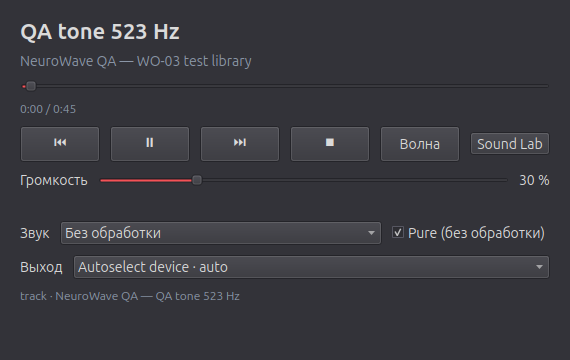 QA tone 523 Hz
NeuroWave QA — WO-03 test library
0:00 / 0:45
Волна Sound Lab
Громкость 30 %
Звук Без обработки Pure (без обработки)
Выход Autoselect device · auto
track · NeuroWave QA — QA tone 523 Hz